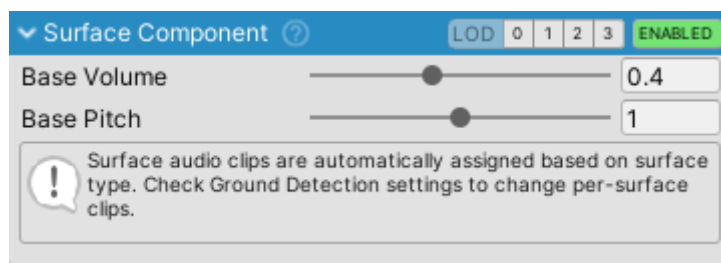 Surface Component ? LOD 0 1 2 3 ENABLED
Base Volume 0.4
Base Pitch 1
! Surface audio clips are automatically assigned based on surface
type. Check Ground Detection settings to change per-surface
clips.